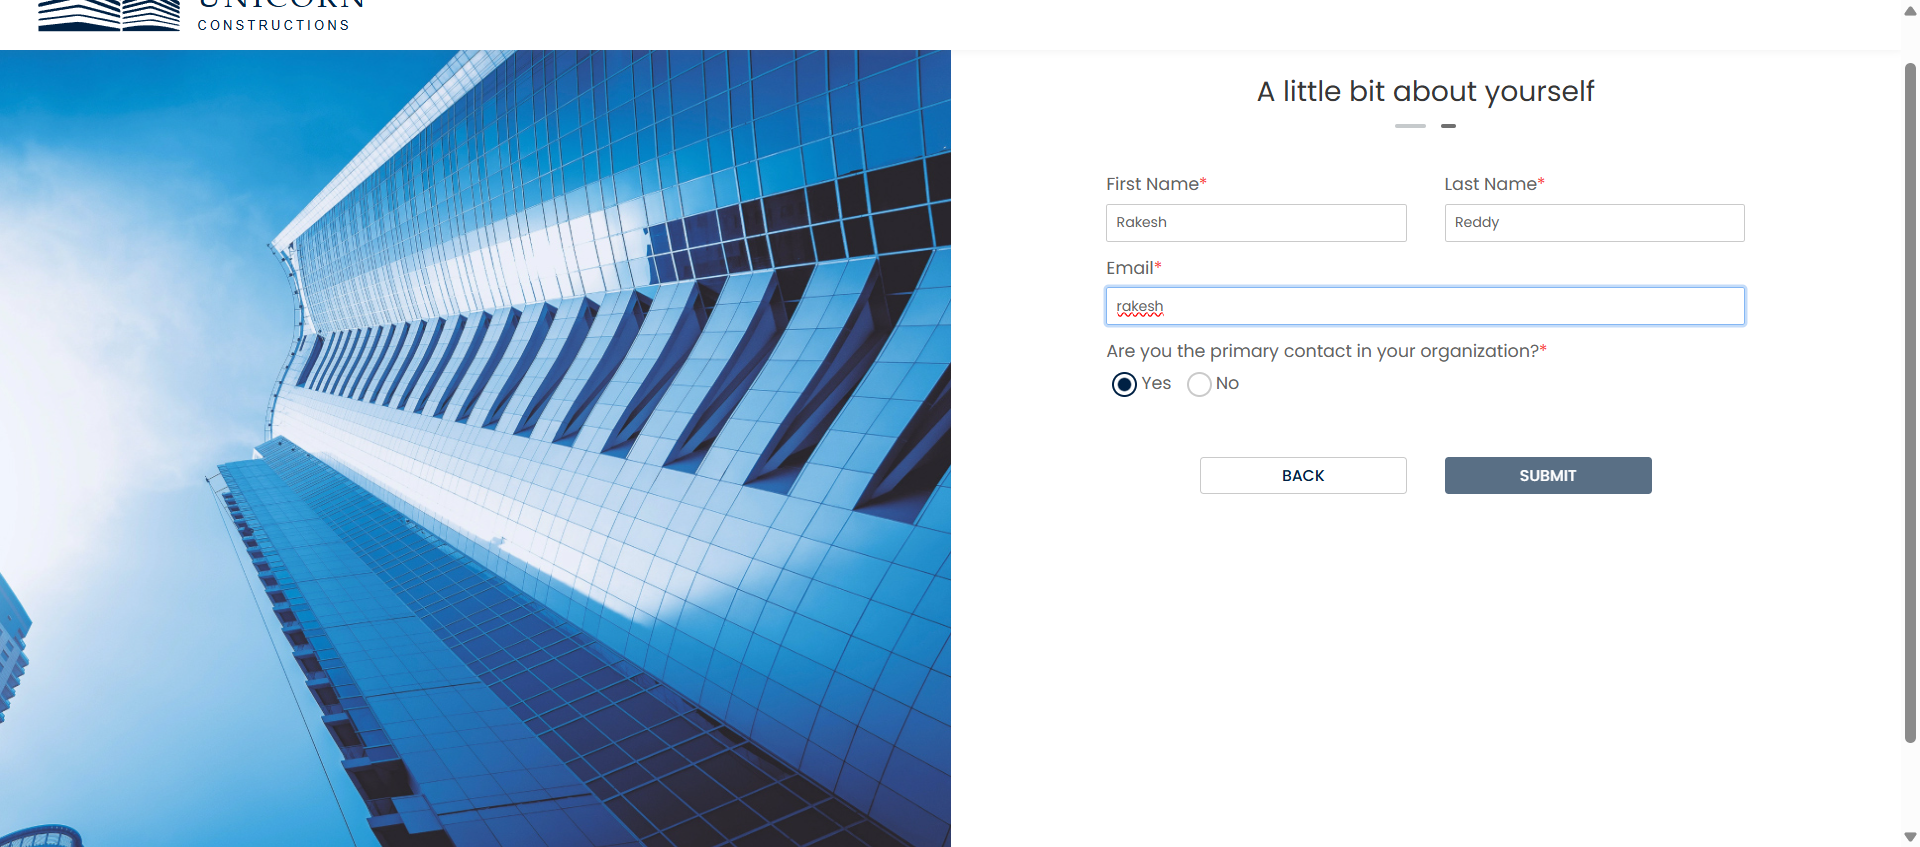 UNICORN
CONSTRUCTIONS
A little bit about yourself
First Name* Last Name*
Rakesh Reddy
Email*
rakesh
Are you the primary contact in your organization?*
Yes No
BACK SUBMIT